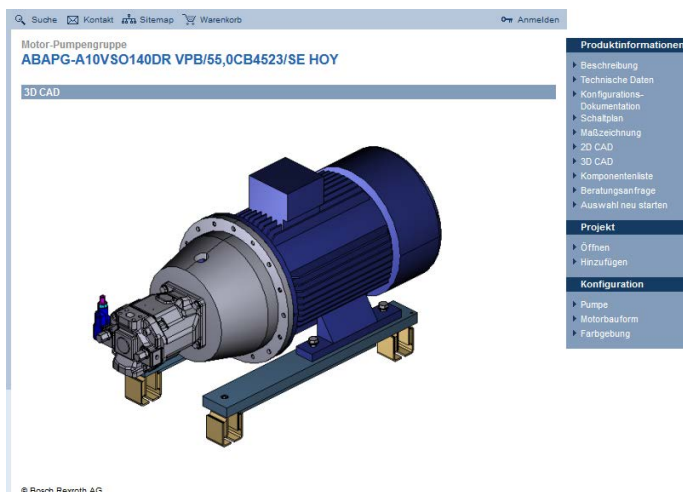 Suche Kontakt Sitemap Warenkorb Anmelden
Motor-Pumpengruppe
ABAPG-A10VSO140DR VPB/55,0CB4523/SE HOY
3D CAD
© Bosch Rexroth AG
Produktinformationen
Beschreibung
Technische Daten
Konfigurations-
Dokumentation
Schaltplan
Maßzeichnung
2D CAD
3D CAD
Komponentenliste
Beratungsanfrage
Auswahl neu starten
Projekt
Öffnen
Hinzufügen
Konfiguration
Pumpe
Motorbauform
Farbgebung